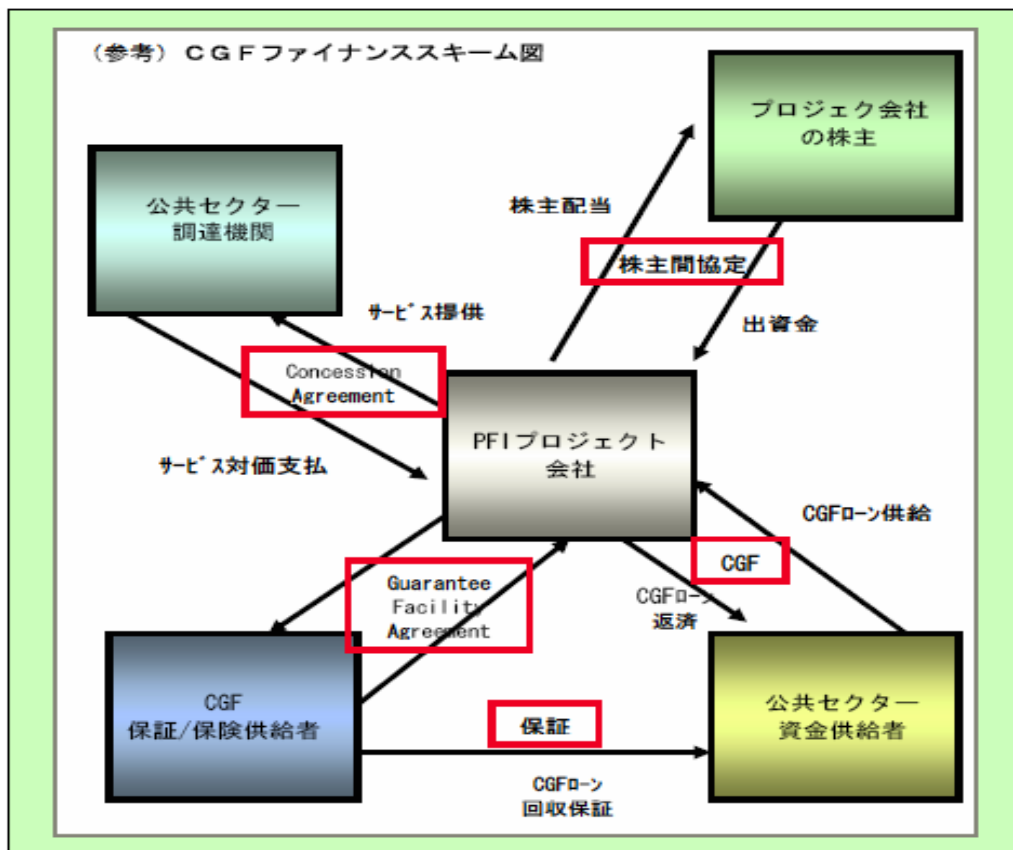 （参考）ＣＧＦファイナンススキーム図
プロジェク会社
の株主
公共セクター
調達機関
株主配当
株主間協定
サービス提供
出資金
Concession
Agreement
PFIプロジェクト
会社
サービス対価支払
CGFローン供給
CGF
Guarantee
Facility
Agreement
CGFローン
返済
CGF
保証/保険供給者
保証
公共セクター
資金供給者
CGFローン
回収保証